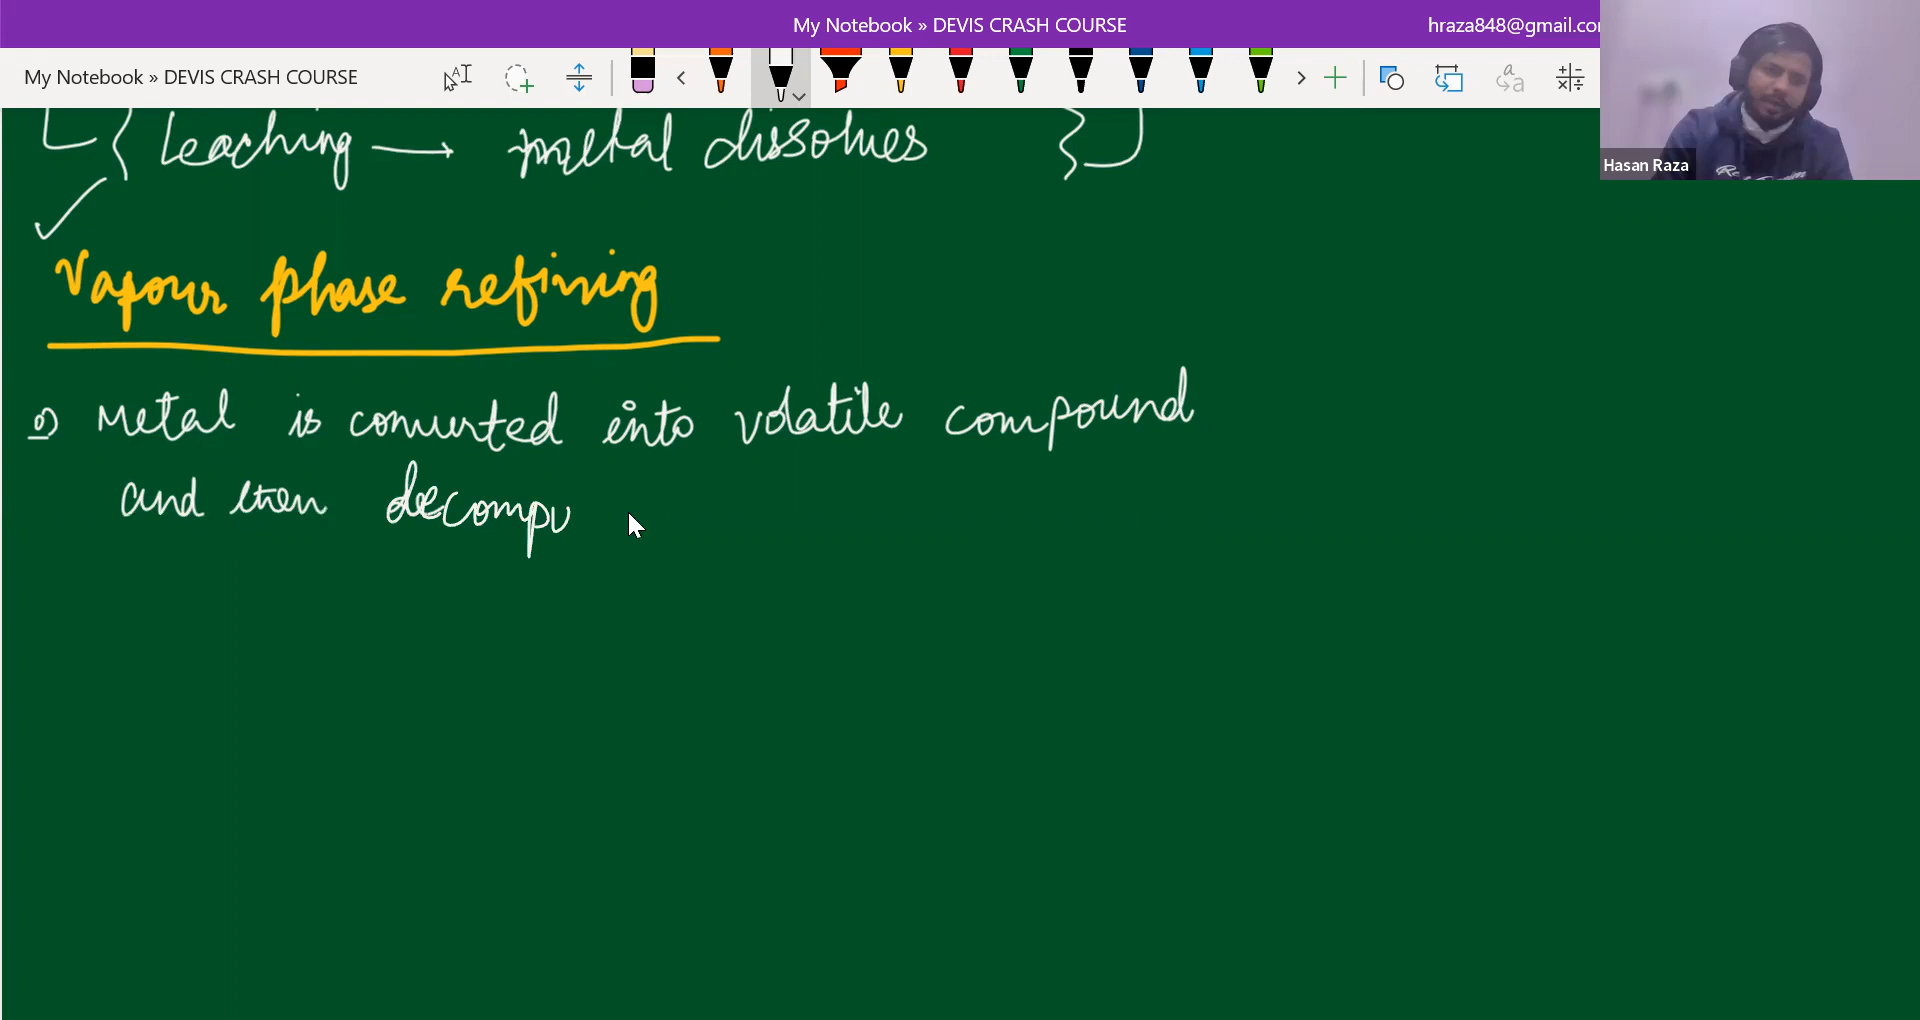 My Notebook » DEVIS CRASH COURSE
hraza848@gmail.co
My Notebook » DEVIS CRASH COURSE
Hasan Raza
Leaching → metal dissolves
Vapour phase refining
Metal is converted into volatile compound
and then decompo